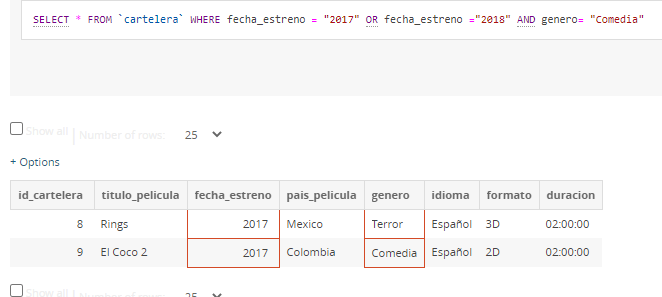 SELECT * FROM `cartelera` WHERE fecha_estreno = "2017" OR fecha_estreno ="2018" AND genero= "Comedia"
Show all | Number of rows: 25
+ Options
id_cartelera titulo_pelicula fecha_estreno pais_pelicula genero idioma formato duracion
8 Rings 2017 Mexico Terror Español 3D 02:00:00
9 El Coco 2 2017 Colombia Comedia Español 2D 02:00:00
Show all | Number of rows: 25